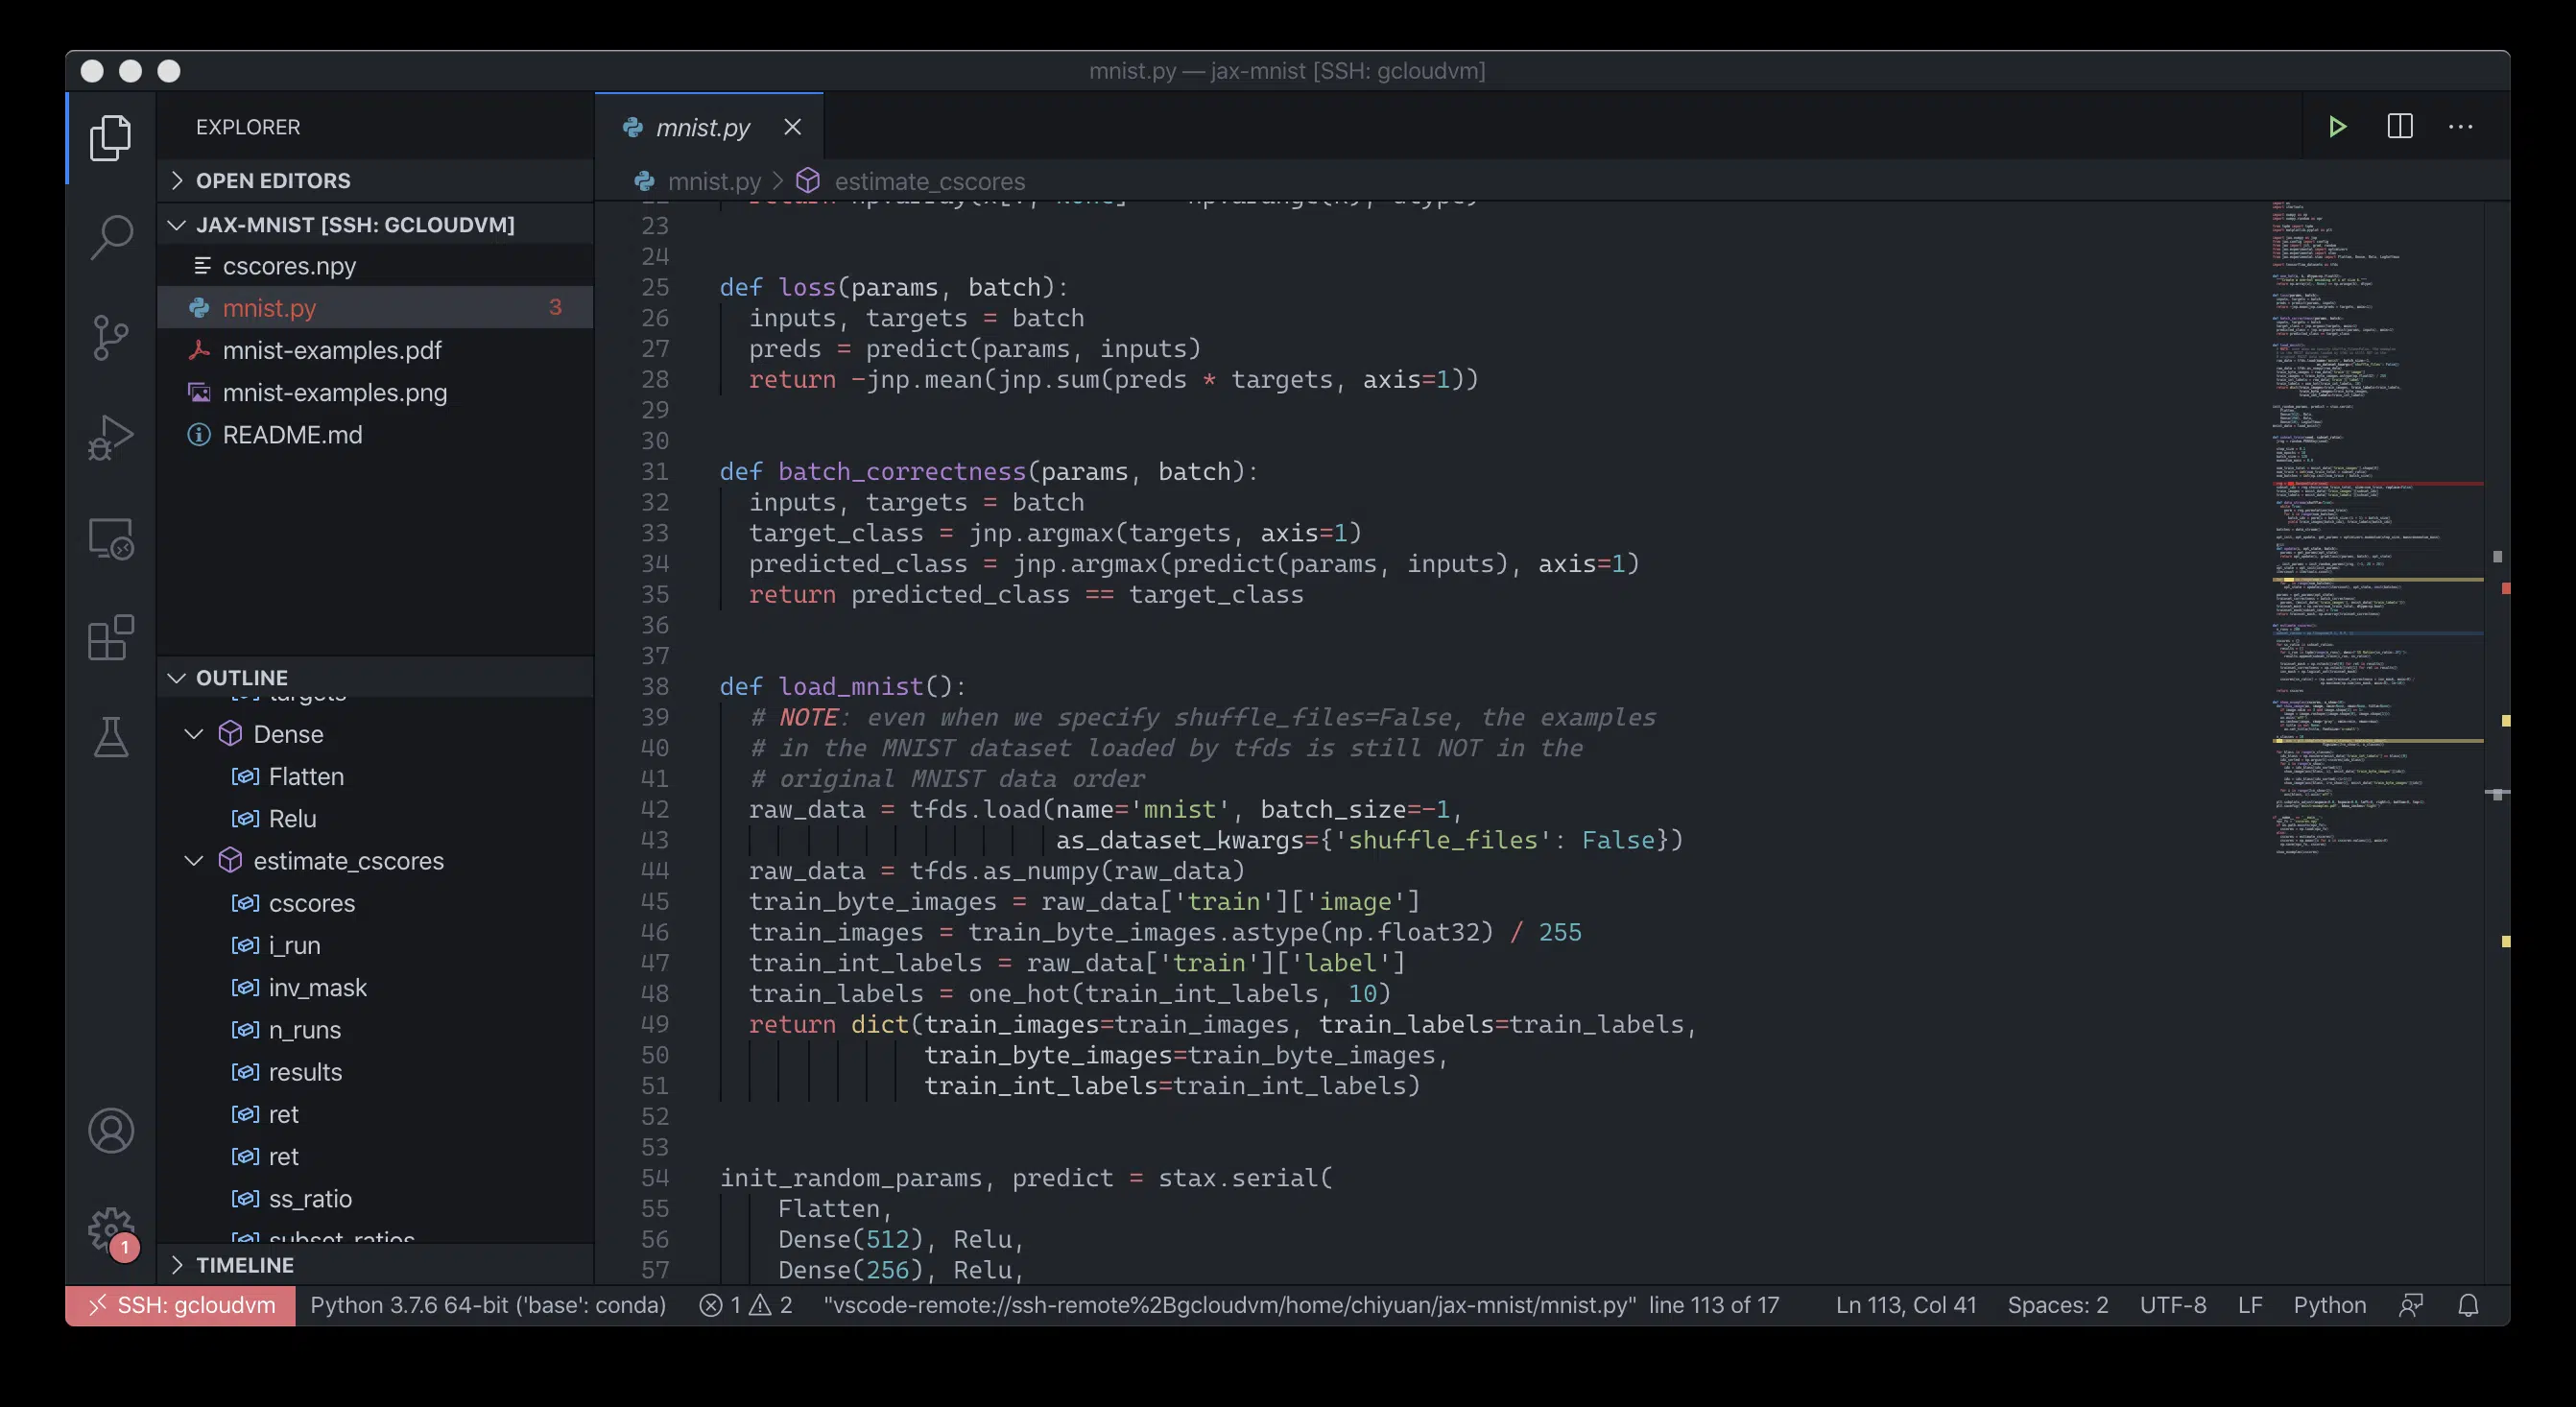 mnist.py — jax-mnist [SSH: gcloudvm]
EXPLORER
OPEN EDITORS
JAX-MNIST [SSH: GCLOUDVM]
cscores.npy
mnist.py 3
mnist-examples.pdf
mnist-examples.png
README.md
OUTLINE
targets
Dense
Flatten
Relu
estimate_cscores
cscores
i_run
inv_mask
n_runs
results
ret
ret
ss_ratio
subset_ratios
TIMELINE
1
mnist.py
mnist.py > estimate_cscores
23
24
25 def loss(params, batch):
26   inputs, targets = batch
27   preds = predict(params, inputs)
28   return -jnp.mean(jnp.sum(preds * targets, axis=1))
29
30
31 def batch_correctness(params, batch):
32   inputs, targets = batch
33   target_class = jnp.argmax(targets, axis=1)
34   predicted_class = jnp.argmax(predict(params, inputs), axis=1)
35   return predicted_class == target_class
36
37
38 def load_mnist():
39   # NOTE: even when we specify shuffle_files=False, the examples
40   # in the MNIST dataset loaded by tfds is still NOT in the
41   # original MNIST data order
42   raw_data = tfds.load(name='mnist', batch_size=-1,
43                        as_dataset_kwargs={'shuffle_files': False})
44   raw_data = tfds.as_numpy(raw_data)
45   train_byte_images = raw_data['train']['image']
46   train_images = train_byte_images.astype(np.float32) / 255
47   train_int_labels = raw_data['train']['label']
48   train_labels = one_hot(train_int_labels, 10)
49   return dict(train_images=train_images, train_labels=train_labels,
50               train_byte_images=train_byte_images,
51               train_int_labels=train_int_labels)
52
53
54 init_random_params, predict = stax.serial(
55     Flatten,
56     Dense(512), Relu,
57     Dense(256), Relu,
SSH: gcloudvm Python 3.7.6 64-bit ('base': conda) 1 2 "vscode-remote://ssh-remote%2Bgcloudvm/home/chiyuan/jax-mnist/mnist.py" line 113 of 17 Ln 113, Col 41 Spaces: 2 UTF-8 LF Python